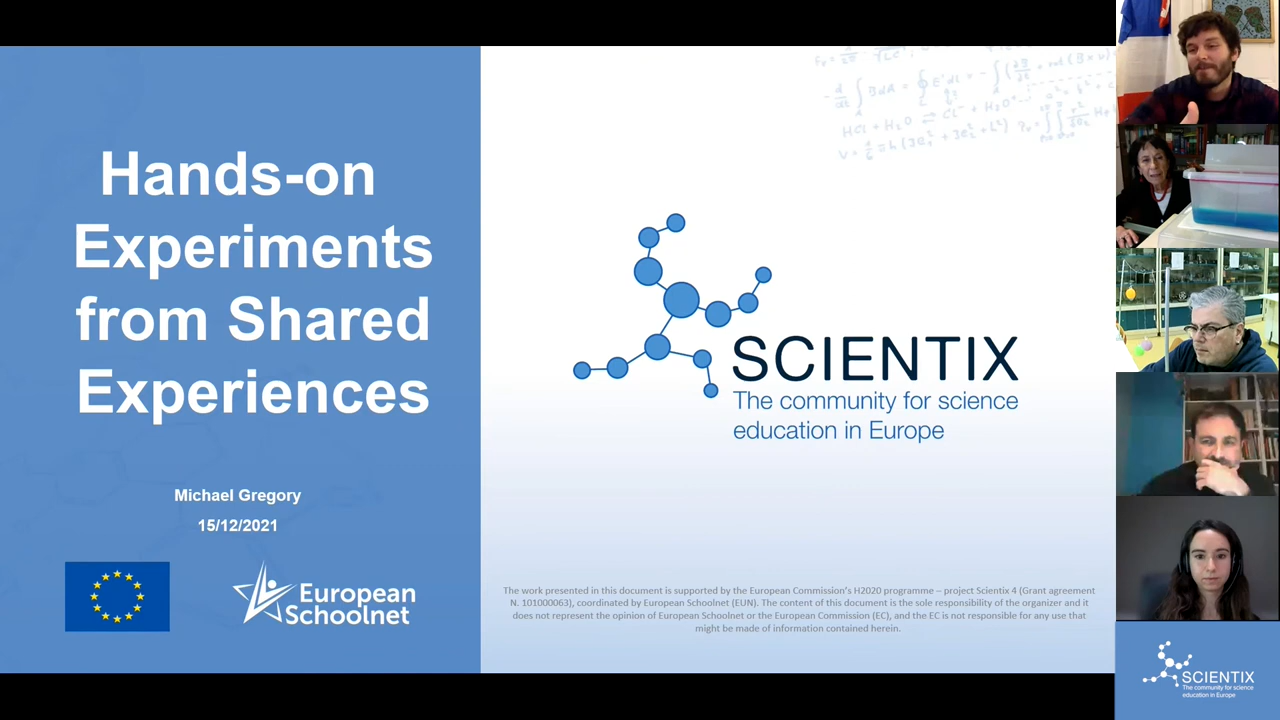 Hands-on
Experiments
from Shared
Experiences
Michael Gregory
15/12/2021
European
Schoolnet
SCIENTIX
The community for science
education in Europe
The work presented in this document is supported by the European Commission's H2020 programme – project Scientix 4 (Grant agreement
N. 101000063), coordinated by European Schoolnet (EUN). The content of this document is the sole responsibility of the organizer and it
does not represent the opinion of European Schoolnet or the European Commission (EC), and the EC is not responsible for any use that
might be made of information contained herein.
SCIENTIX
The community for science
education in Europe